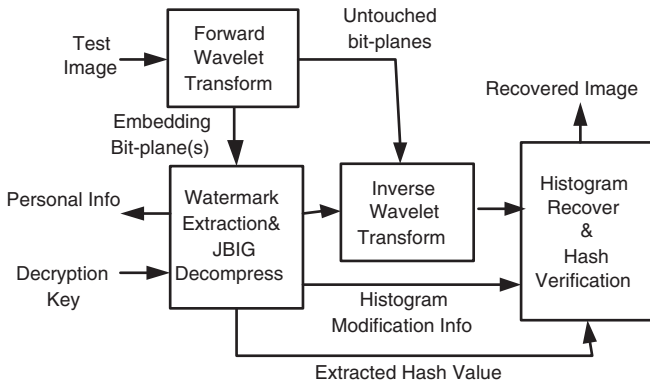 Test
Image
Forward
Wavelet
Transform
Untouched
bit-planes
Recovered Image
Embedding
Bit-plane(s)
Personal Info
Decryption
Key
Watermark
Extraction&
JBIG
Decompress
Inverse
Wavelet
Transform
Histogram
Recover
&
Hash
Verification
Histogram
Modification Info
Extracted Hash Value